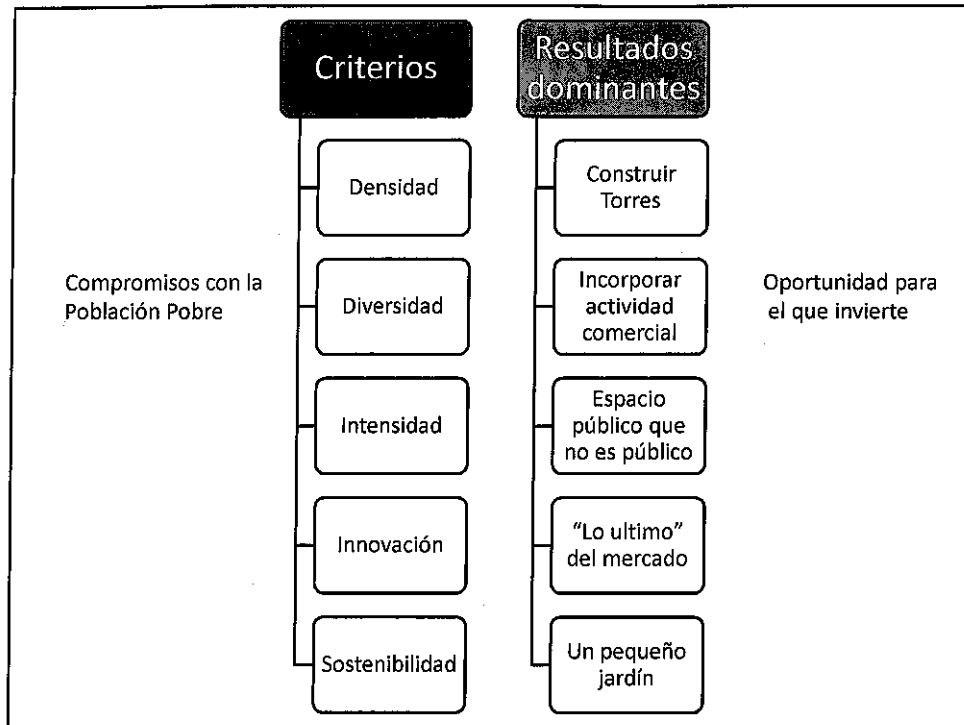 Criterios
Resultados
dominantes
Densidad
Construir
Torres
Compromisos con la
Población Pobre
Diversidad
Incorporar
actividad
comercial
Oportunidad para
el que invierte
Intensidad
Espacio
público que
no es público
Innovación
“Lo ultimo”
del mercado
Sostenibilidad
Un pequeño
jardín